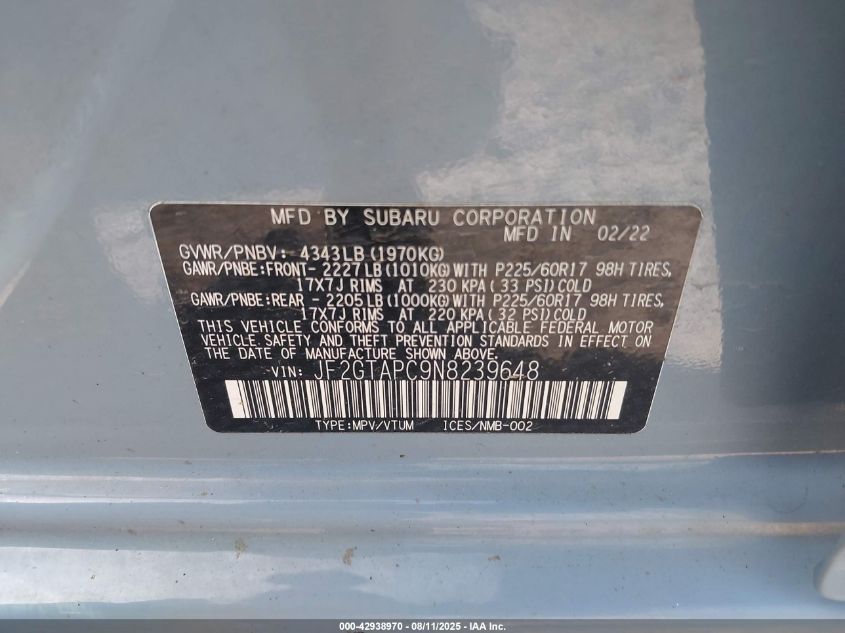 MFD BY SUBARU CORPORATION
MFD IN 02/22
GVWR/PNBV: 4343LB(1970KG)
GAWR/PNBE:FRONT- 2227LB(1010KG)WITH P225/60R17 98H TIRES,
17X7J RIMS AT 230 KPA(33 PSI)COLD
GAWR/PNBE:REAR - 2205LB(1000KG)WITH P225/60R17 98H TIRES,
17X7J RIMS AT 220 KPA(32 PSI)COLD
THIS VEHICLE CONFORMS TO ALL APPLICABLE FEDERAL MOTOR
VEHICLE SAFETY AND THEFT PREVENTION STANDARDS IN EFFECT ON
THE DATE OF MANUFACTURE SHOWN ABOVE.
VIN: JF2GTAPC9N8239648
TYPE:MPV/VTUM ICES/NMB-002
000-42938970 - 08/11/2025 - IAA Inc.